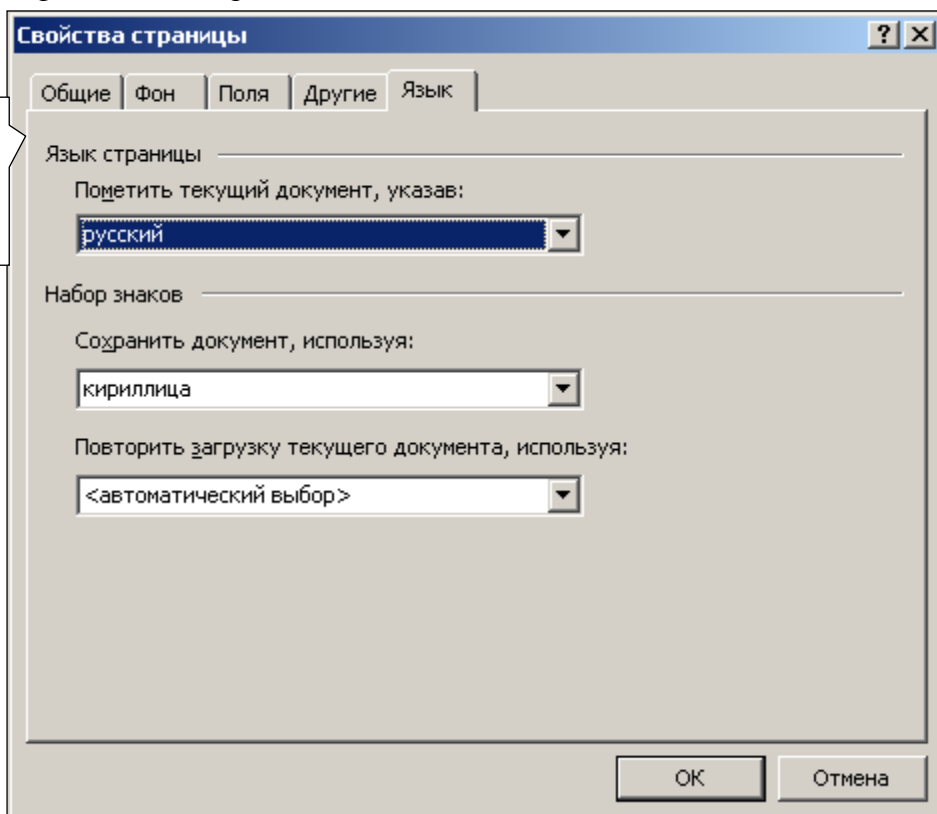 Свойства страницы
Общие Фон Поля Другие Язык
Язык страницы
Пометить текущий документ, указав:
русский
Набор знаков
Сохранить документ, используя:
кириллица
Повторить загрузку текущего документа, используя:
<автоматический выбор>
ОК Отмена